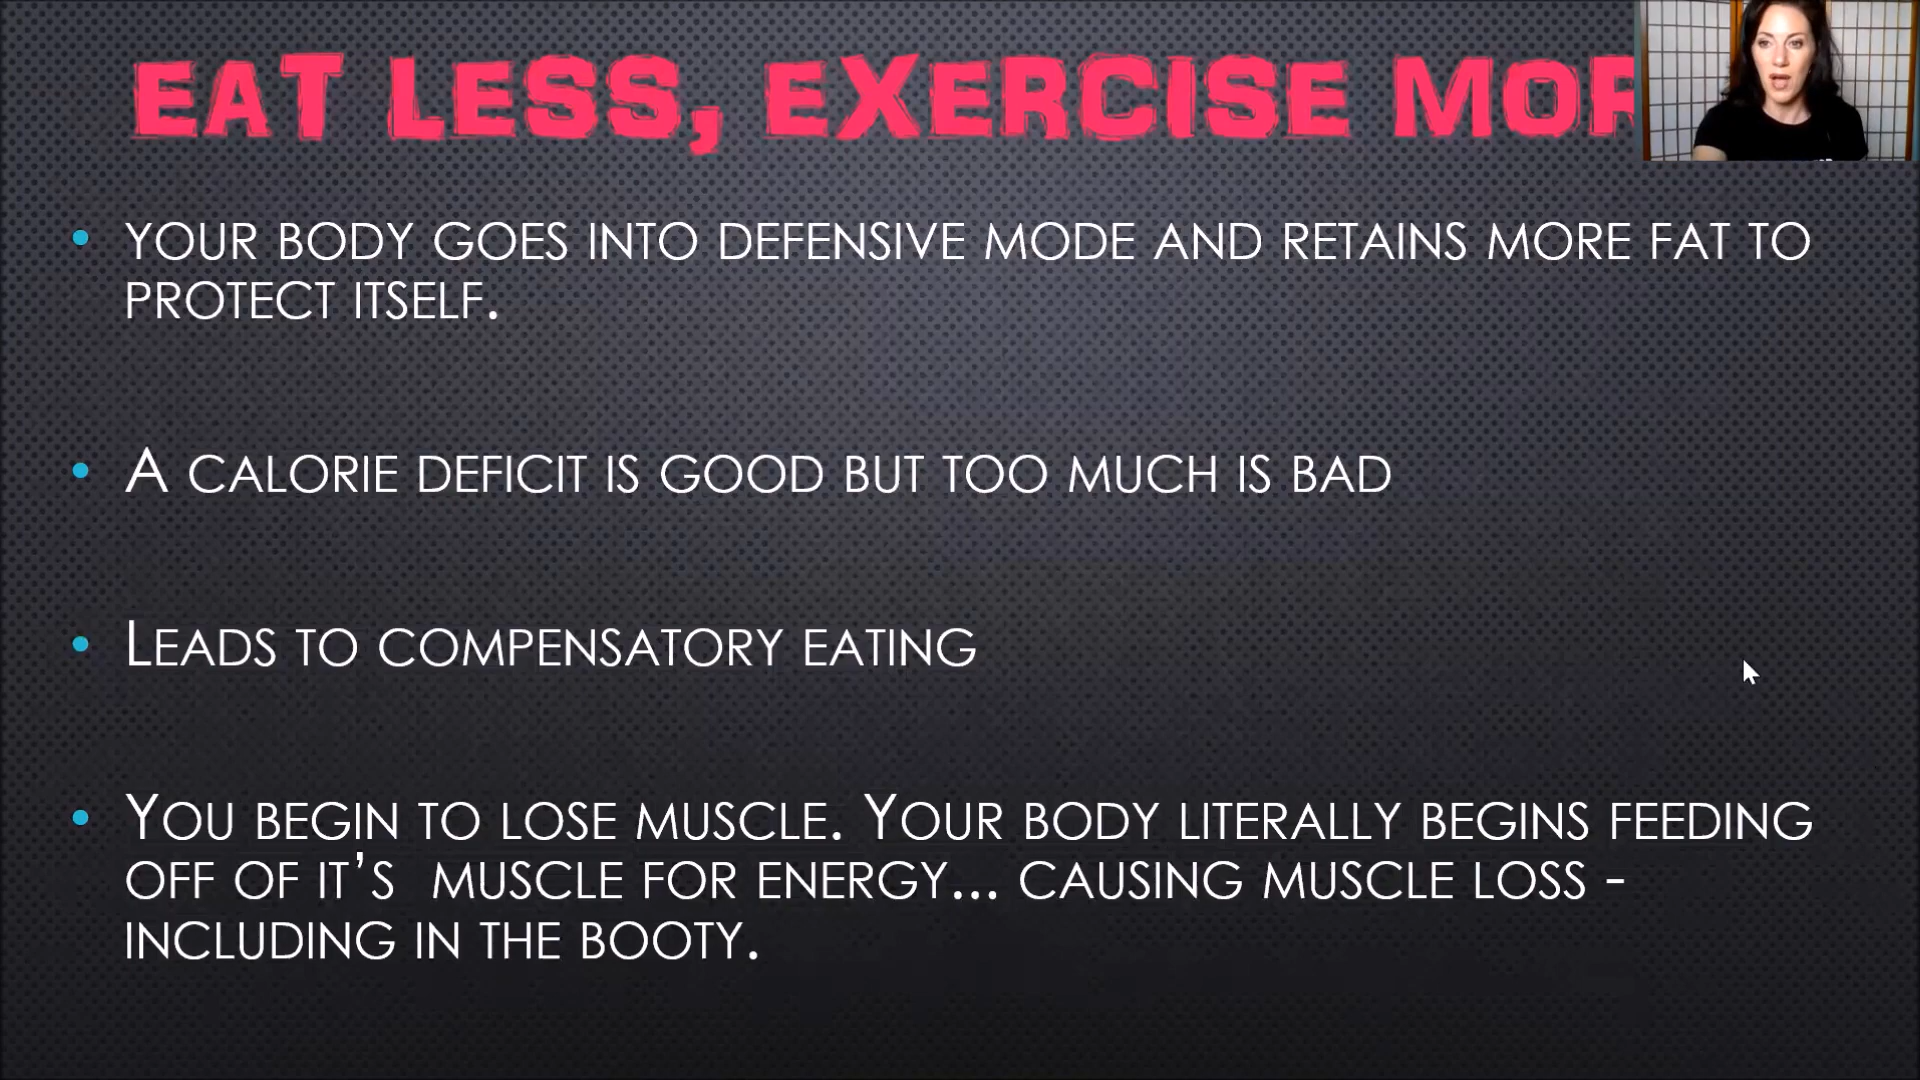 EAT LESS, EXERCISE MOR
YOUR BODY GOES INTO DEFENSIVE MODE AND RETAINS MORE FAT TO
PROTECT ITSELF.
A CALORIE DEFICIT IS GOOD BUT TOO MUCH IS BAD
LEADS TO COMPENSATORY EATING
YOU BEGIN TO LOSE MUSCLE. YOUR BODY LITERALLY BEGINS FEEDING
OFF OF IT'S MUSCLE FOR ENERGY... CAUSING MUSCLE LOSS -
INCLUDING IN THE BOOTY.